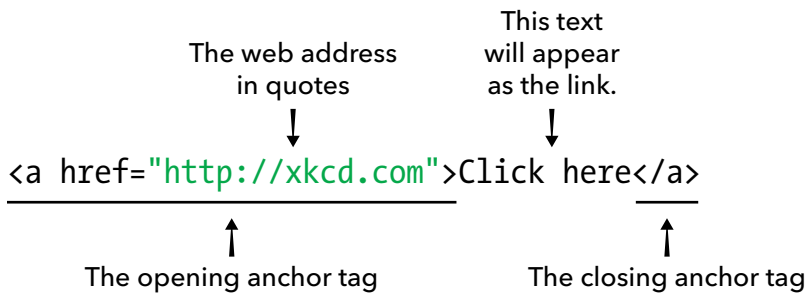 The web address
in quotes
This text
will appear
as the link.
<a href="http://xkcd.com">Click here</a>
The opening anchor tag
The closing anchor tag